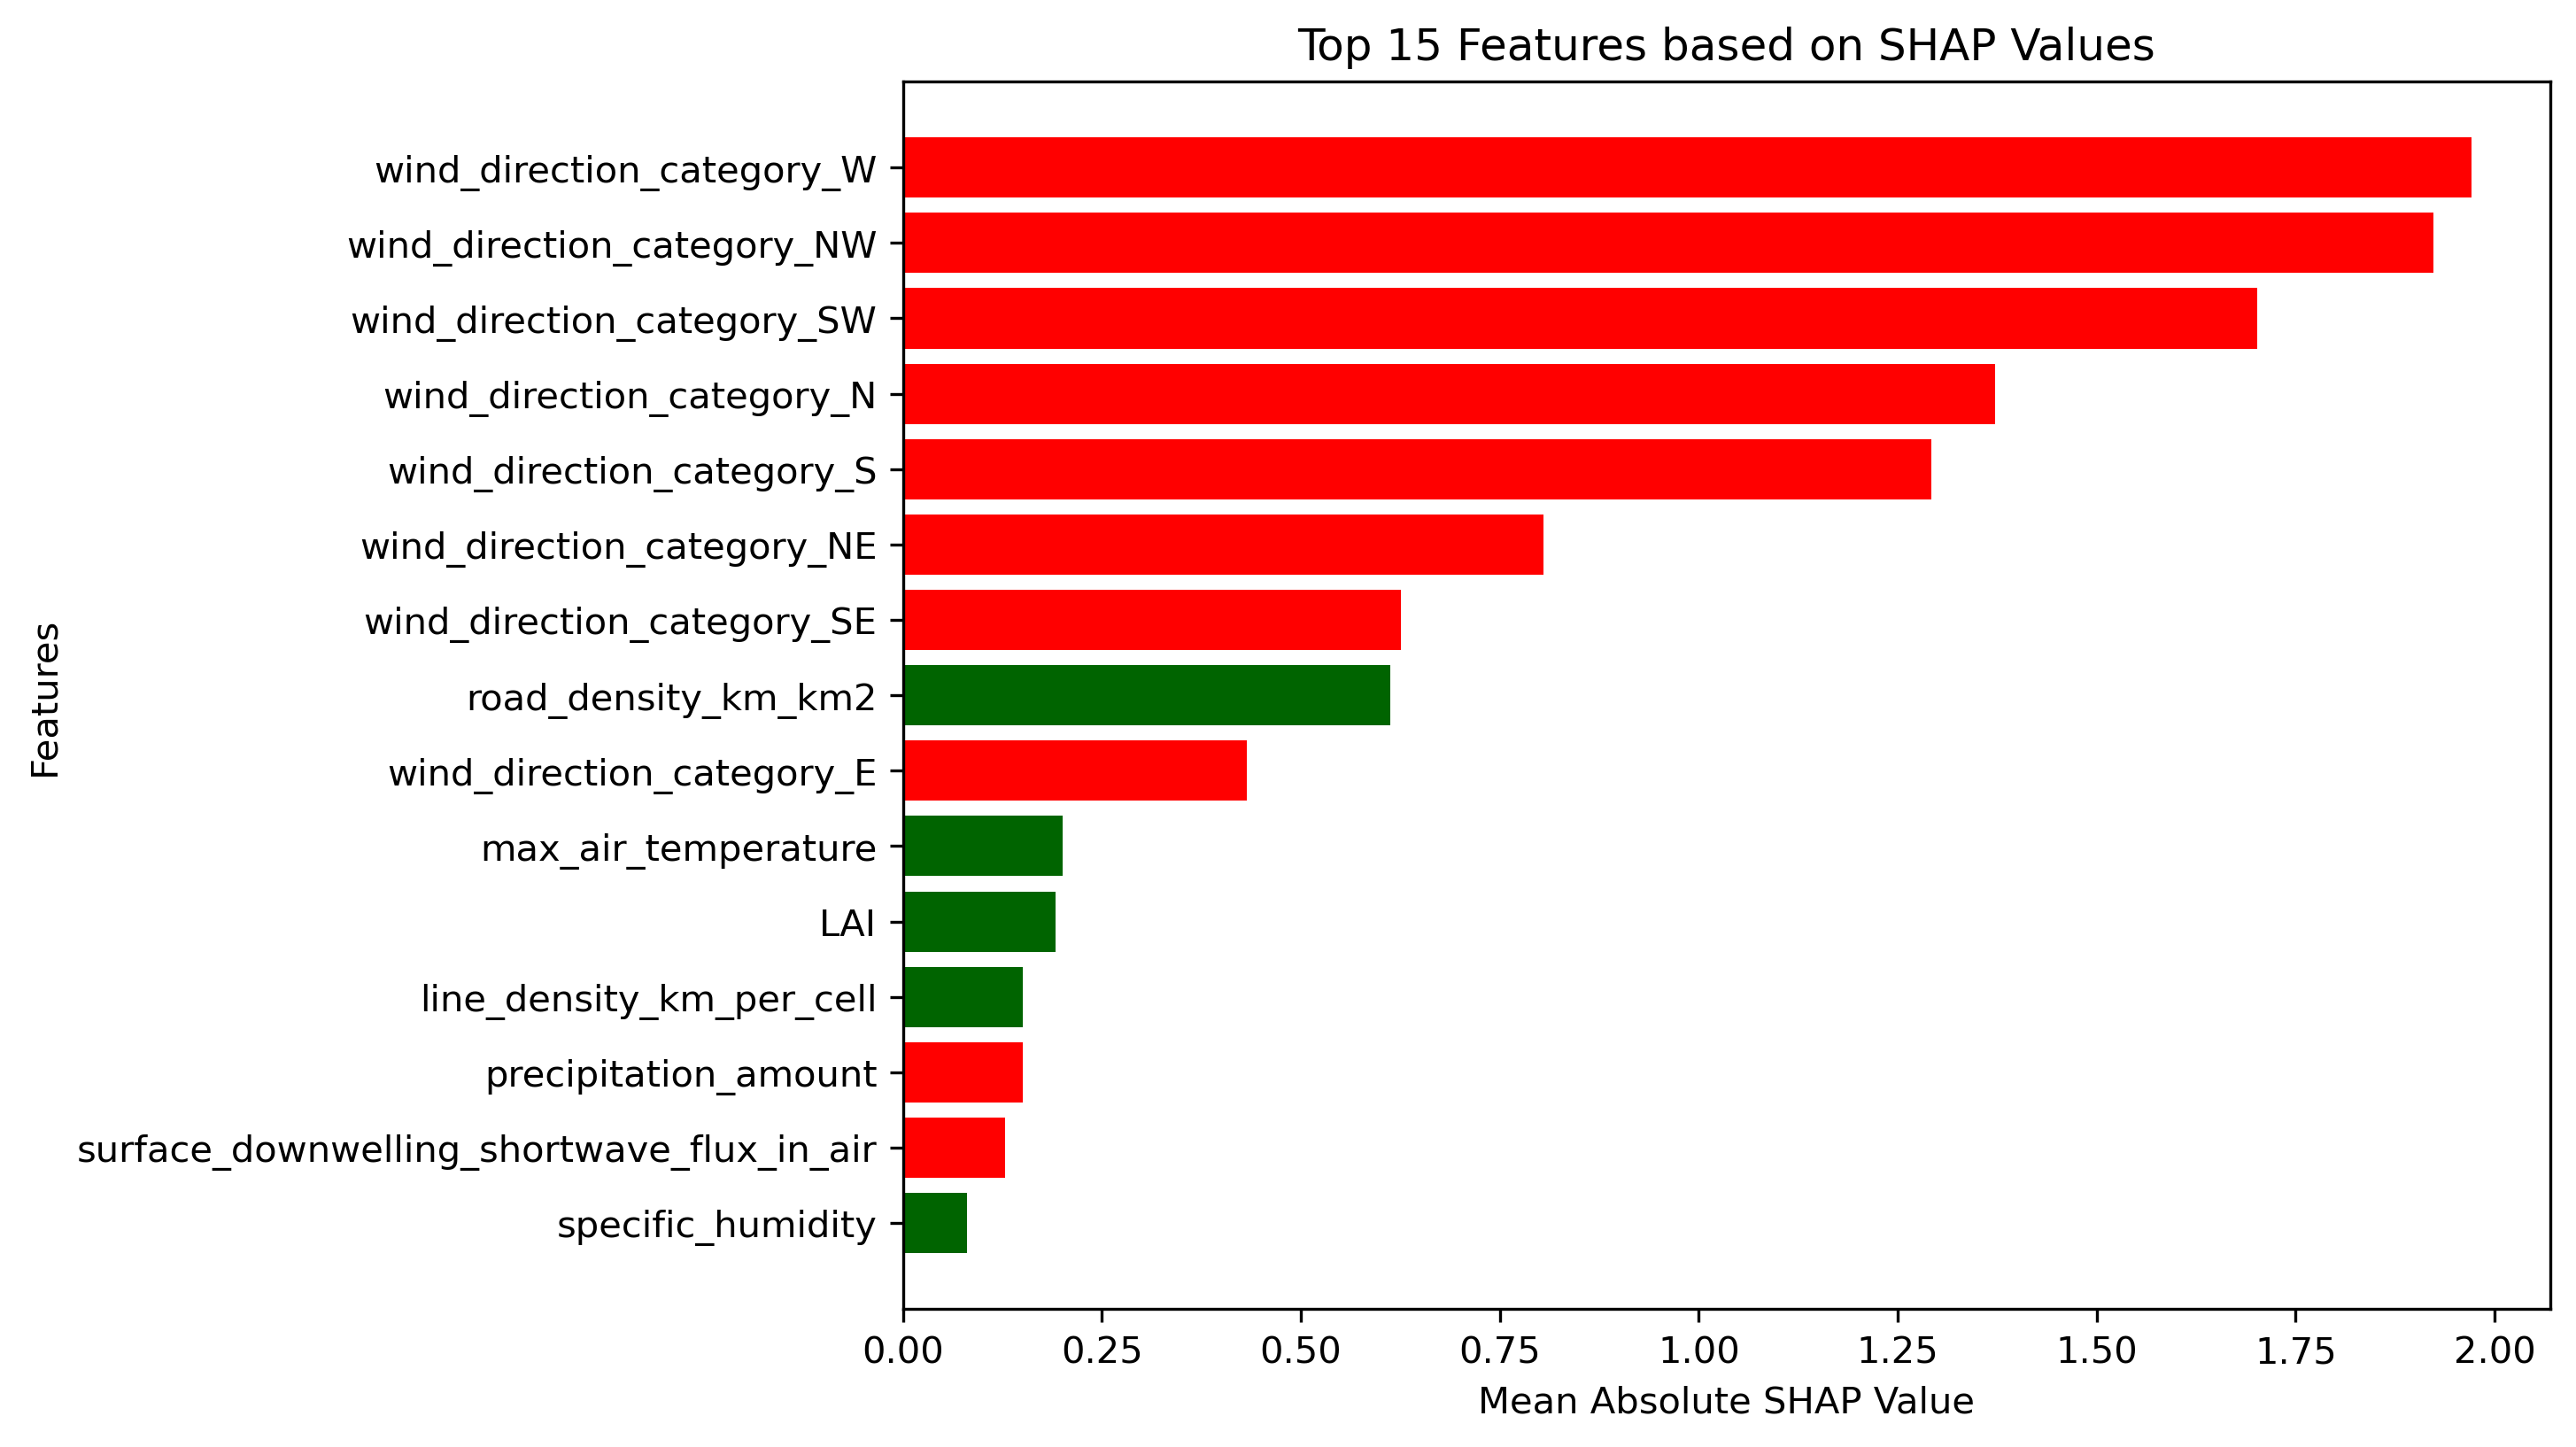 Top 15 Features based on SHAP Values
Features
wind_direction_category_W
wind_direction_category_NW
wind_direction_category_SW
wind_direction_category_N
wind_direction_category_S
wind_direction_category_NE
wind_direction_category_SE
road_density_km_km2
wind_direction_category_E
max_air_temperature
LAI
line_density_km_per_cell
precipitation_amount
surface_downwelling_shortwave_flux_in_air
specific_humidity
0.00 0.25 0.50 0.75 1.00 1.25 1.50 1.75 2.00
Mean Absolute SHAP Value